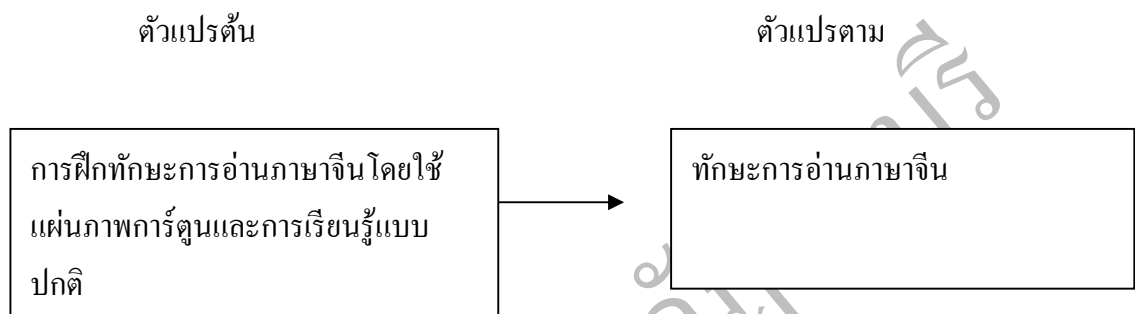 ตัวแปรต้น
ตัวแปรตาม
การฝึกทักษะการอ่านภาษาจีนโดยใช้
แผ่นภาพการ์ตูนและการเรียนรู้แบบ
ปกติ
ทักษะการอ่านภาษาจีน